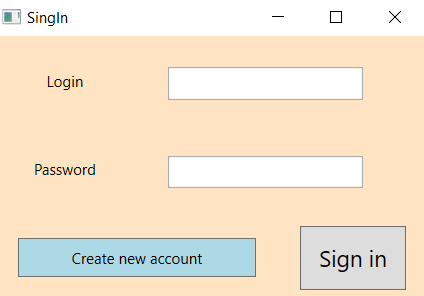 SingIn
Login
Password
Create new account
Sign in